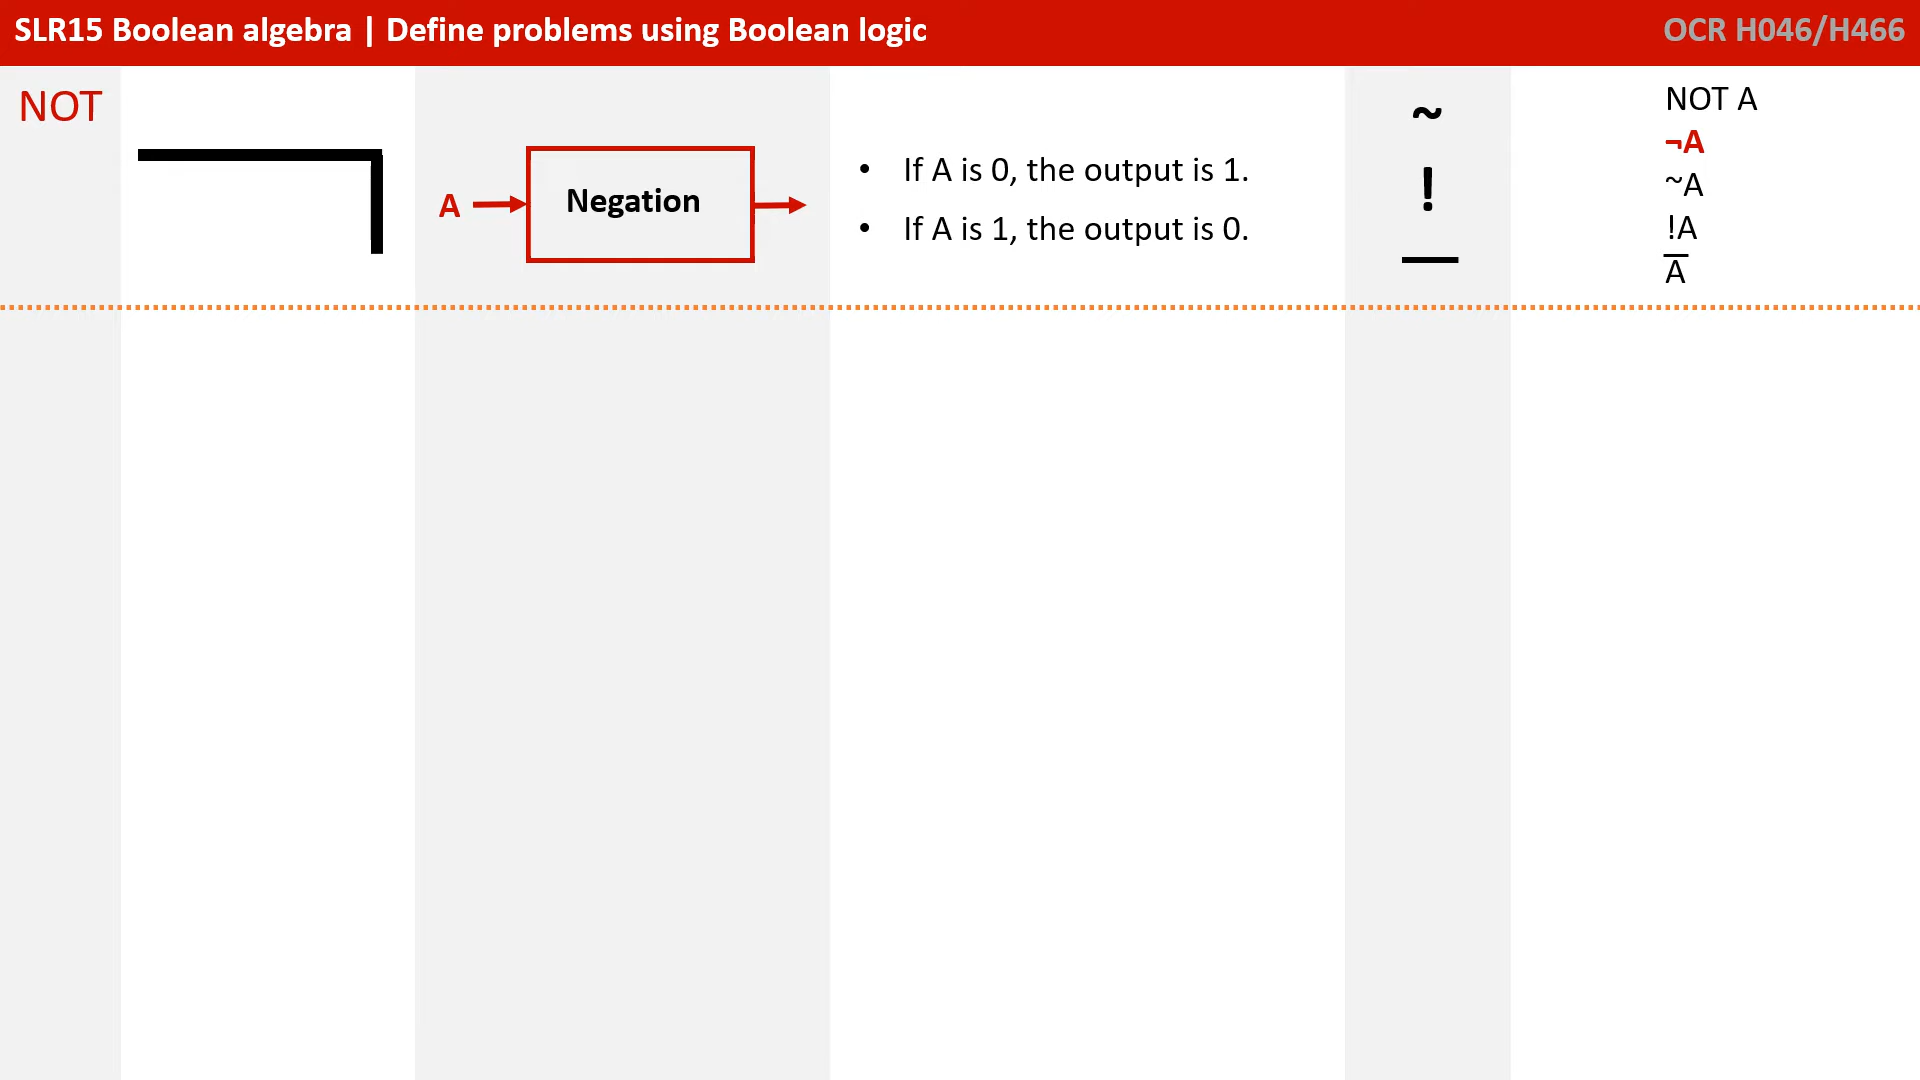 SLR15 Boolean algebra | Define problems using Boolean logic
OCR H046/H466
NOT
¬
A
Negation
• If A is 0, the output is 1.
• If A is 1, the output is 0.
~
!
‾
NOT A
¬A
~A
!A
A̅